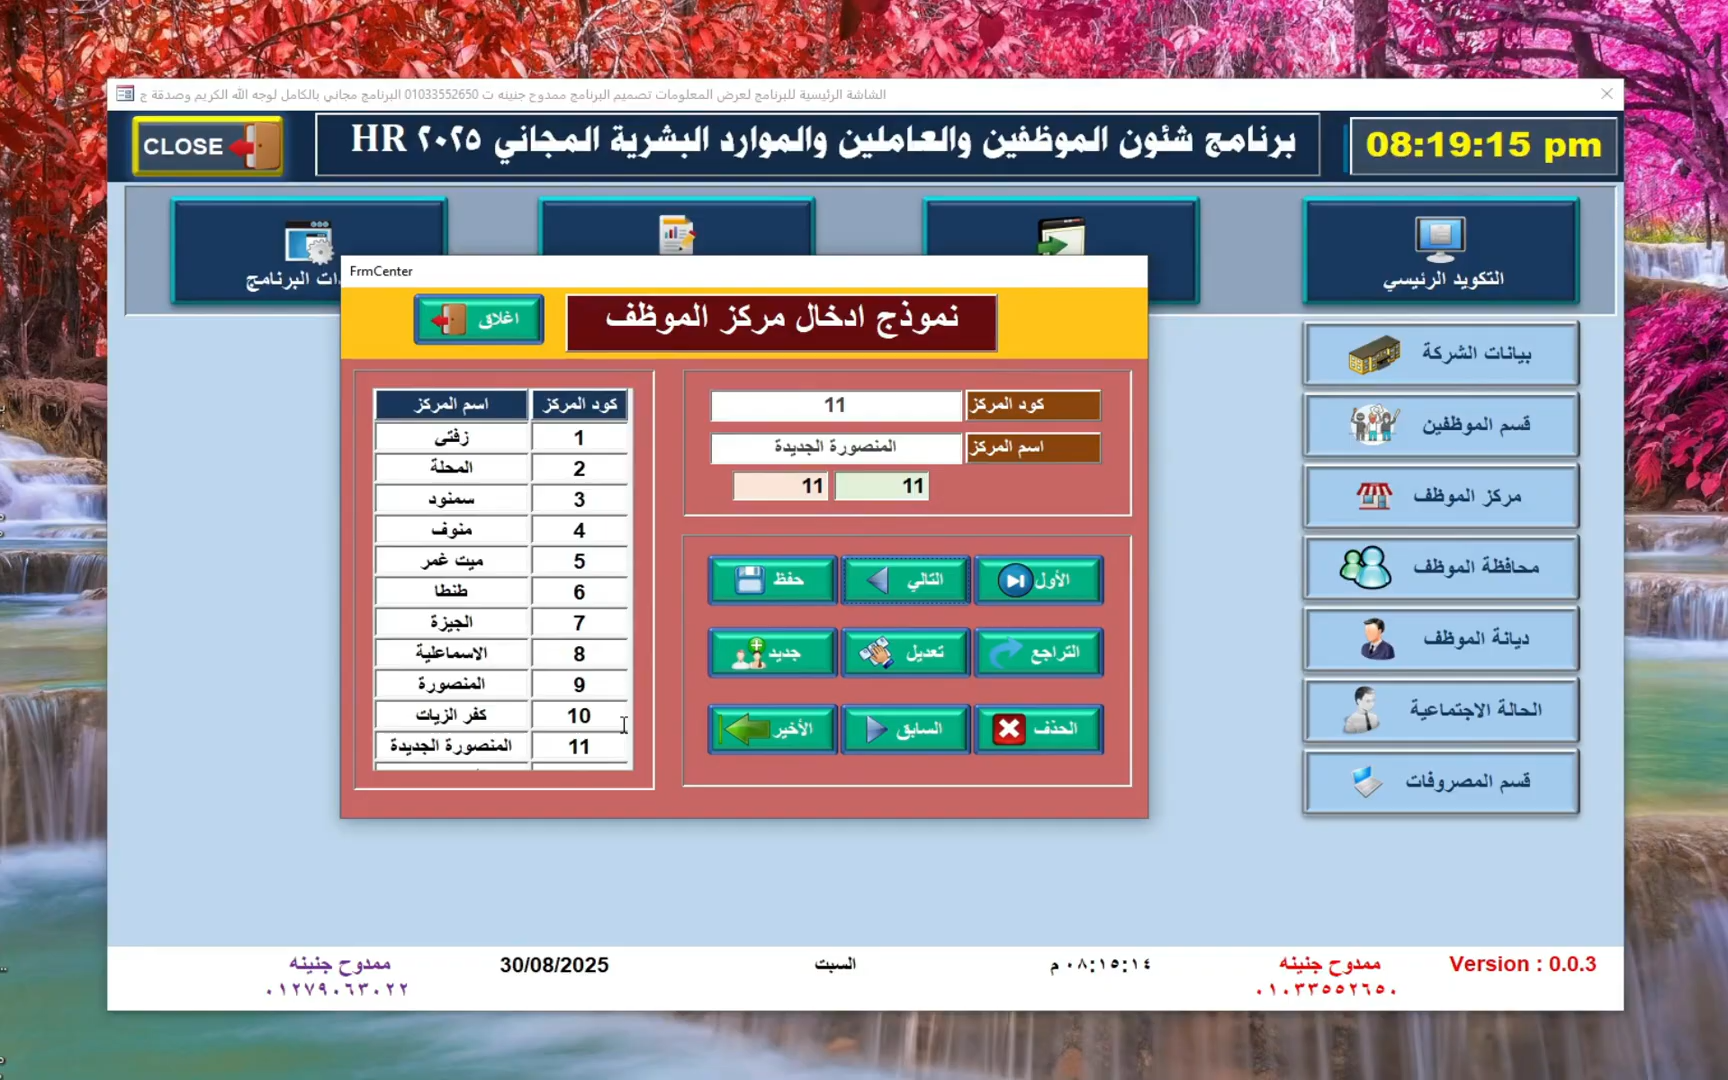 الشاشة الرئيسية للبرنامج لعرض المعلومات تصميم البرنامج ممدوح جنينه ت 01033552650 البرنامج مجاني بالكامل لوجه الله الكريم وصدقة ج
CLOSE
برنامج شئون الموظفين والعاملين والموارد البشرية المجاني ٢٠٢٥ HR
08:19:15 pm
التكويد الرئيسي
دات البرنامج
FrmCenter
اغلاق
نموذج ادخال مركز الموظف
كود المركز
11
اسم المركز
المنصورة الجديدة
11
11
الأول
التالي
حفظ
التراجع
تعديل
جديد
الحذف
السابق
الأخير
كود المركز اسم المركز
1 زفتى
2 المحلة
3 سمنود
4 منوف
5 ميت غمر
6 طنطا
7 الجيزة
8 الاسماعلية
9 المنصورة
10 كفر الزيات
11 المنصورة الجديدة
بيانات الشركة
قسم الموظفين
مركز الموظف
محافظة الموظف
ديانة الموظف
الحالة الاجتماعية
قسم المصروفات
Version : 0.0.3
ممدوح جنينه
٠١٠٣٣٥٥٢٦٥٠
٠٨:١٥:١٤ م
السبت
30/08/2025
ممدوح جنينه
٠١٢٧٩٠٦٣٠٢٢